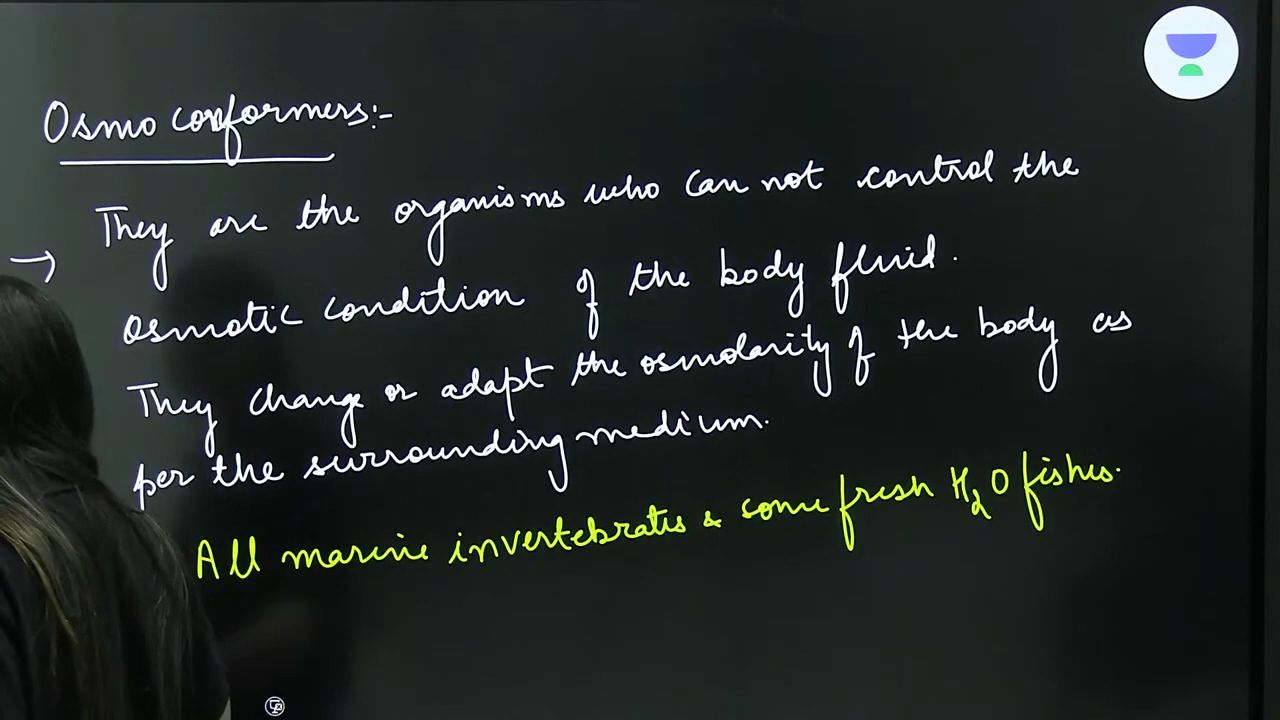 Osmo conformers:-
→ They are the organisms who can not control the
osmotic condition of the body fluid.
They change or adapt the osmolarity of the body as
per the surrounding medium.
All marine invertebrates & some fresh H₂O fishes.